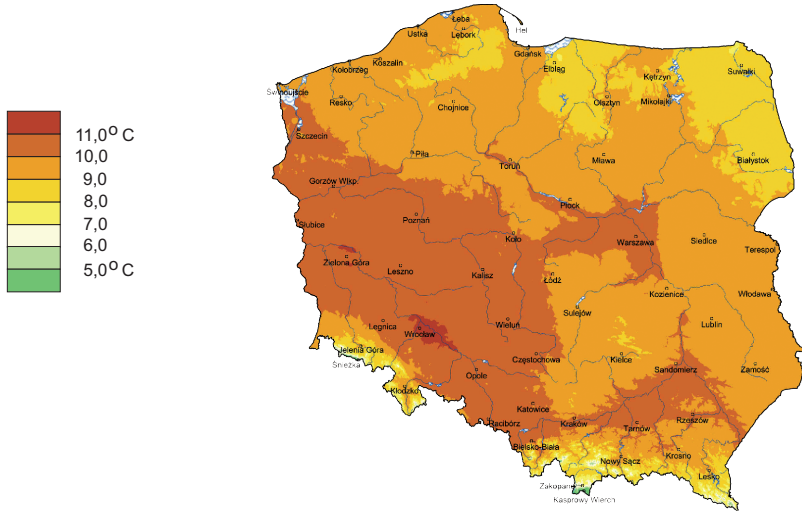 11,0° C
10,0
9,0
8,0
7,0
6,0
5,0° C
Łeba
Hel
Ustka
Lębork
Gdańsk
Koszalin
Kołobrzeg
Elbląg
Kętrzyn
Suwałki
Świnoujście
Resko
Chojnice
Olsztyn
Mikołajki
Szczecin
Piła
Toruń
Mława
Białystok
Gorzów Wlkp.
Płock
Słubice
Poznań
Koło
Warszawa
Siedlce
Terespol
Zielona Góra
Leszno
Kalisz
Łódź
Kozienice
Włodawa
Sulejów
Legnica
Wrocław
Wieluń
Lublin
Jelenia Góra
Śnieżka
Częstochowa
Kielce
Opole
Sandomierz
Zamość
Kłodzko
Katowice
Racibórz
Kraków
Tarnów
Rzeszów
Bielsko-Biała
Nowy Sącz
Krosno
Lesko
Zakopane
Kasprowy Wierch